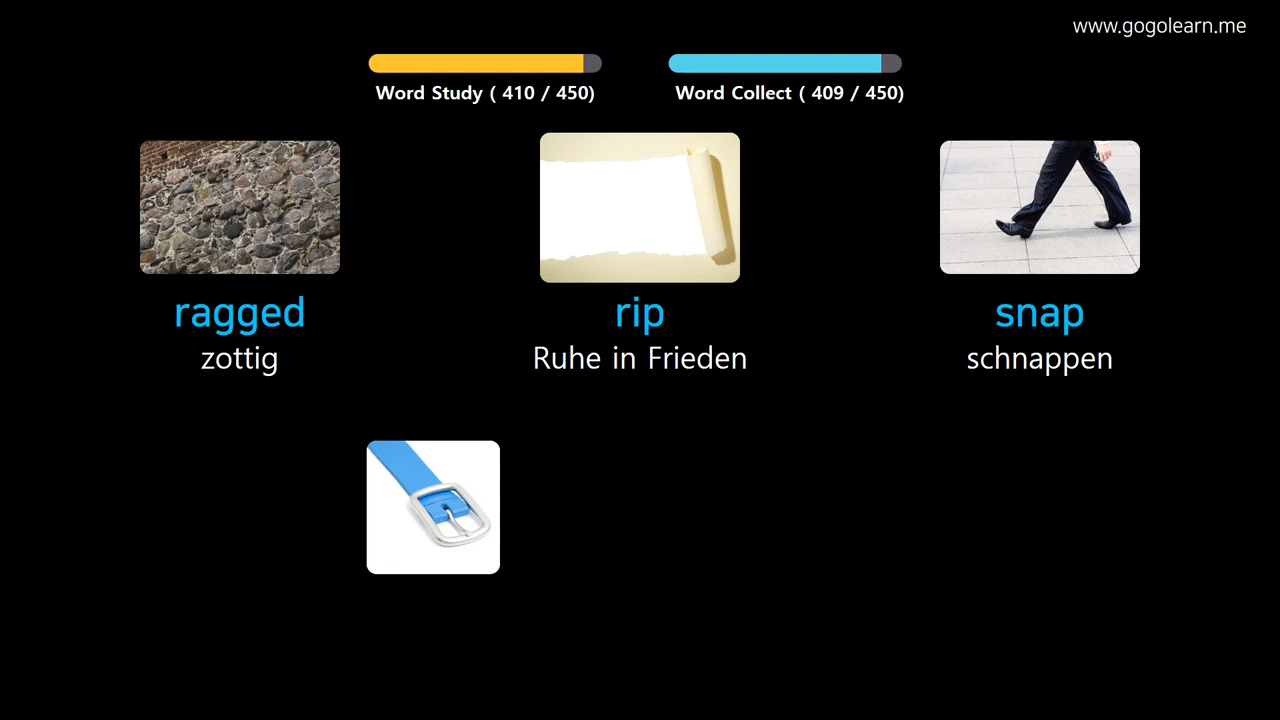 www.gogolearn.me
Word Study ( 410 / 450)
Word Collect ( 409 / 450)
ragged
rip
snap
zottig
Ruhe in Frieden
schnappen